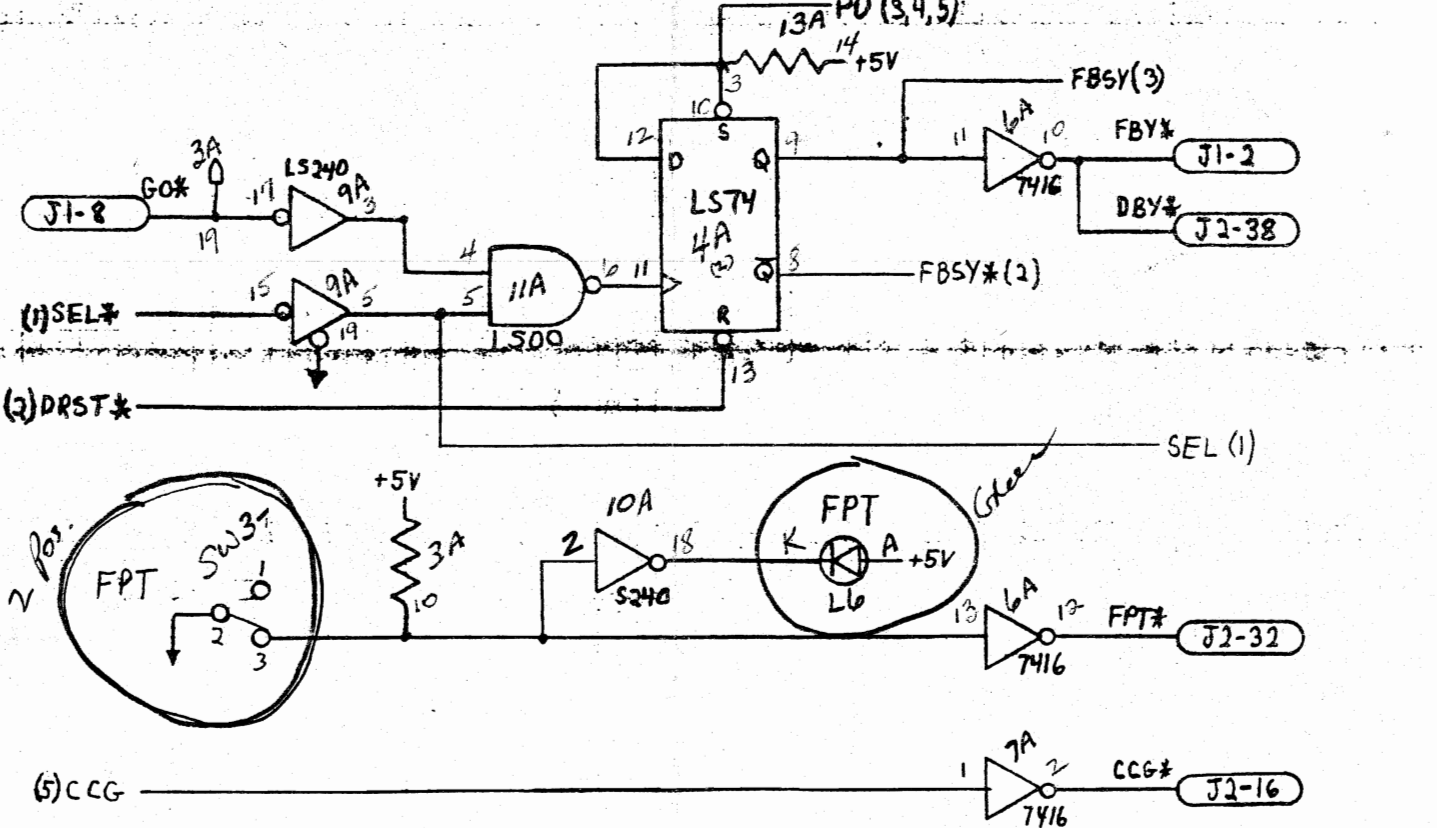 13A PU (3,4,5)
14 +5V
3
FBSY(3)
10
S
12 D Q 9
11 6A 10 FBY* J1-2
7416
DBY* J2-38
3A
LS240
J1-8 GO* 17 9A 3
19
LS74
4A
(2)
4
11A 6 11
5
LS00
Q 8 FBSY*(2)
R
13
(1)SEL* 15 9A 5
19
(2)DRST*
SEL (1)
2 Pos.
FPT SW3
1
2
3
+5V
3A
10
10A
2 18
S240
FPT
K A +5V
L6
Green
13 6A 12 FPT* J2-32
7416
(5)CCG
1 7A 2 CCG* J2-16
7416